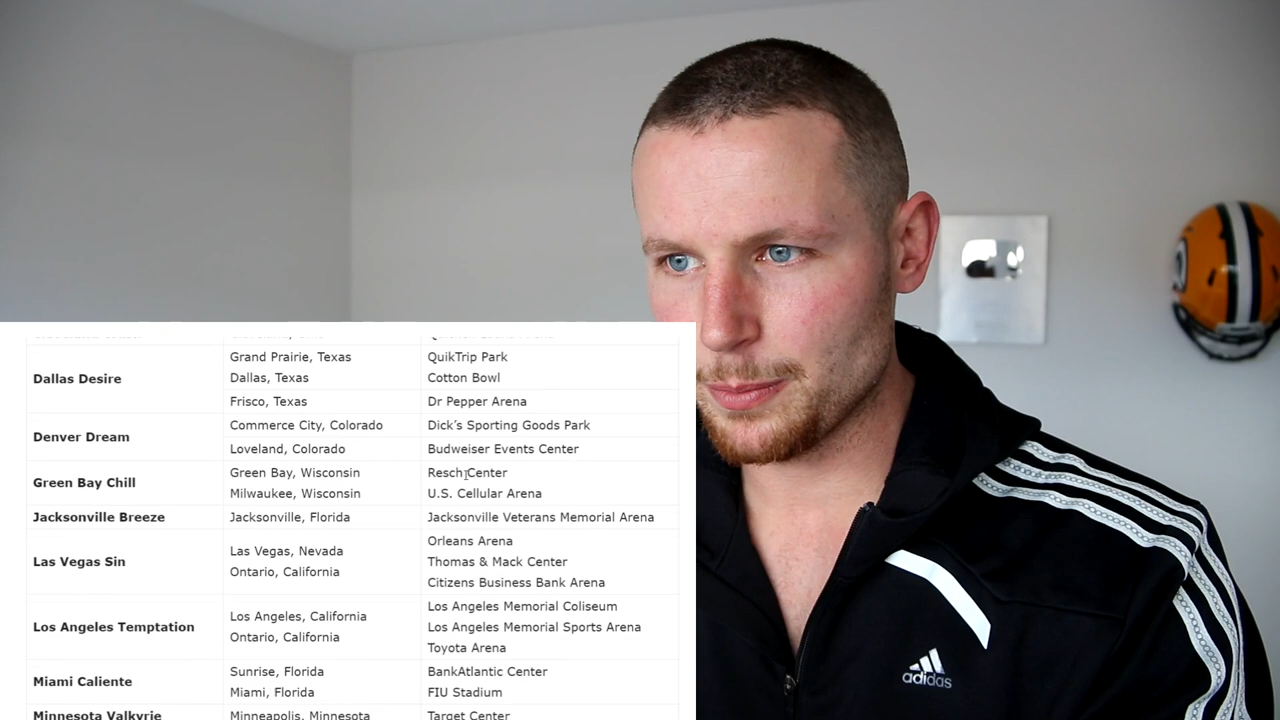 Grand Prairie, Texas QuikTrip Park
Dallas Desire
Dallas, Texas Cotton Bowl
Frisco, Texas Dr Pepper Arena
Denver Dream
Commerce City, Colorado Dick’s Sporting Goods Park
Loveland, Colorado Budweiser Events Center
Green Bay Chill
Green Bay, Wisconsin Resch Center
Milwaukee, Wisconsin U.S. Cellular Arena
Jacksonville Breeze Jacksonville, Florida Jacksonville Veterans Memorial Arena
Las Vegas Sin
Las Vegas, Nevada
Ontario, California
Orleans Arena
Thomas & Mack Center
Citizens Business Bank Arena
Los Angeles Temptation
Los Angeles, California
Ontario, California
Los Angeles Memorial Coliseum
Los Angeles Memorial Sports Arena
Toyota Arena
Miami Caliente
Sunrise, Florida BankAtlantic Center
Miami, Florida FIU Stadium
Minnesota Valkyrie Minneapolis, Minnesota Target Center
adidas